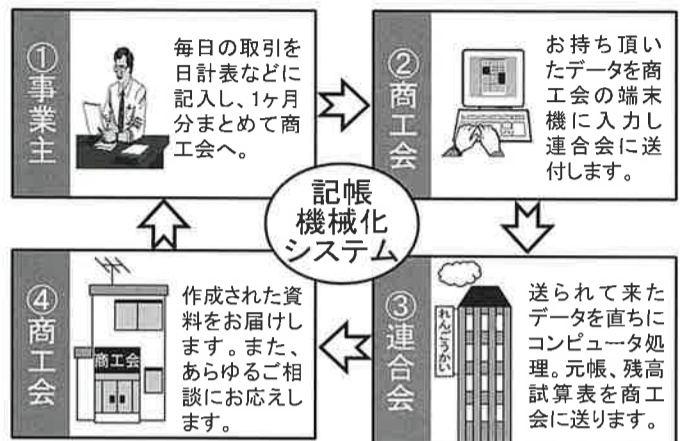 ①事業主
毎日の取引を
日計表などに
記入し、1ヶ月
分まとめて商
工会へ。
②商工会
お持ち頂い
たデータを商
工会の端末
機に入力し
連合会に送
付します。
記帳
機械化
システム
③連合会
れんごうかい
送られて来た
データを直ちに
コンピュータ処
理。元帳、残高
試算表を商工
会に送ります。
④商工会
商工会
作成された資
料をお届けし
ます。また、
あらゆるご相
談にお応えし
ます。